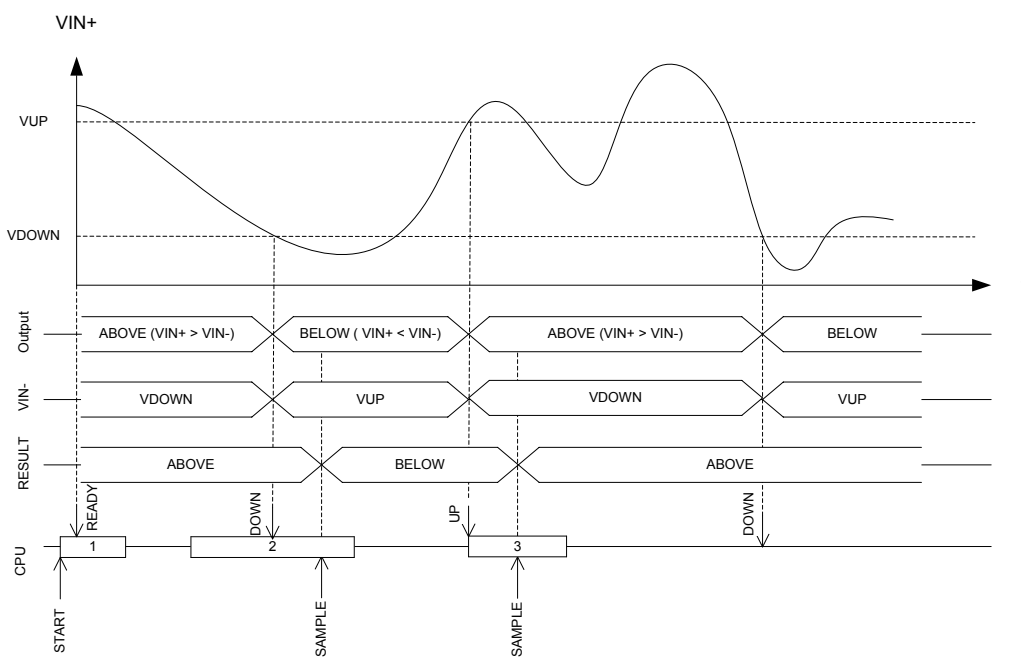 VIN+
VUP
VDOWN
Output
ABOVE (VIN+ > VIN-)
BELOW ( VIN+ < VIN-)
ABOVE (VIN+ > VIN-)
BELOW
VIN-
VDOWN
VUP
VDOWN
VUP
RESULT
ABOVE
BELOW
ABOVE
READY
DOWN
UP
DOWN
CPU
1
2
3
START
SAMPLE
SAMPLE